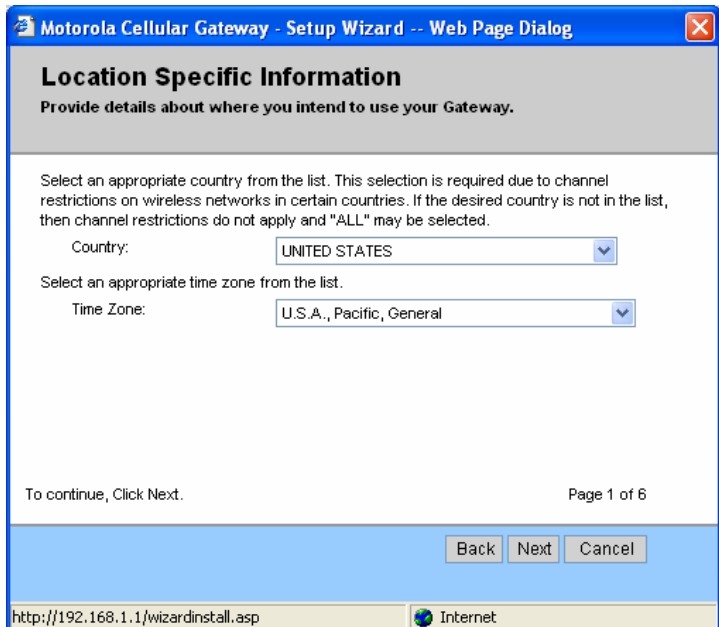 Motorola Cellular Gateway - Setup Wizard -- Web Page Dialog
Location Specific Information
Provide details about where you intend to use your Gateway.
Select an appropriate country from the list. This selection is required due to channel
restrictions on wireless networks in certain countries. If the desired country is not in the list,
then channel restrictions do not apply and "ALL" may be selected.
Country: UNITED STATES
Select an appropriate time zone from the list.
Time Zone: U.S.A., Pacific, General
To continue, Click Next. Page 1 of 6
Back Next Cancel
http://192.168.1.1/wizardinstall.asp Internet